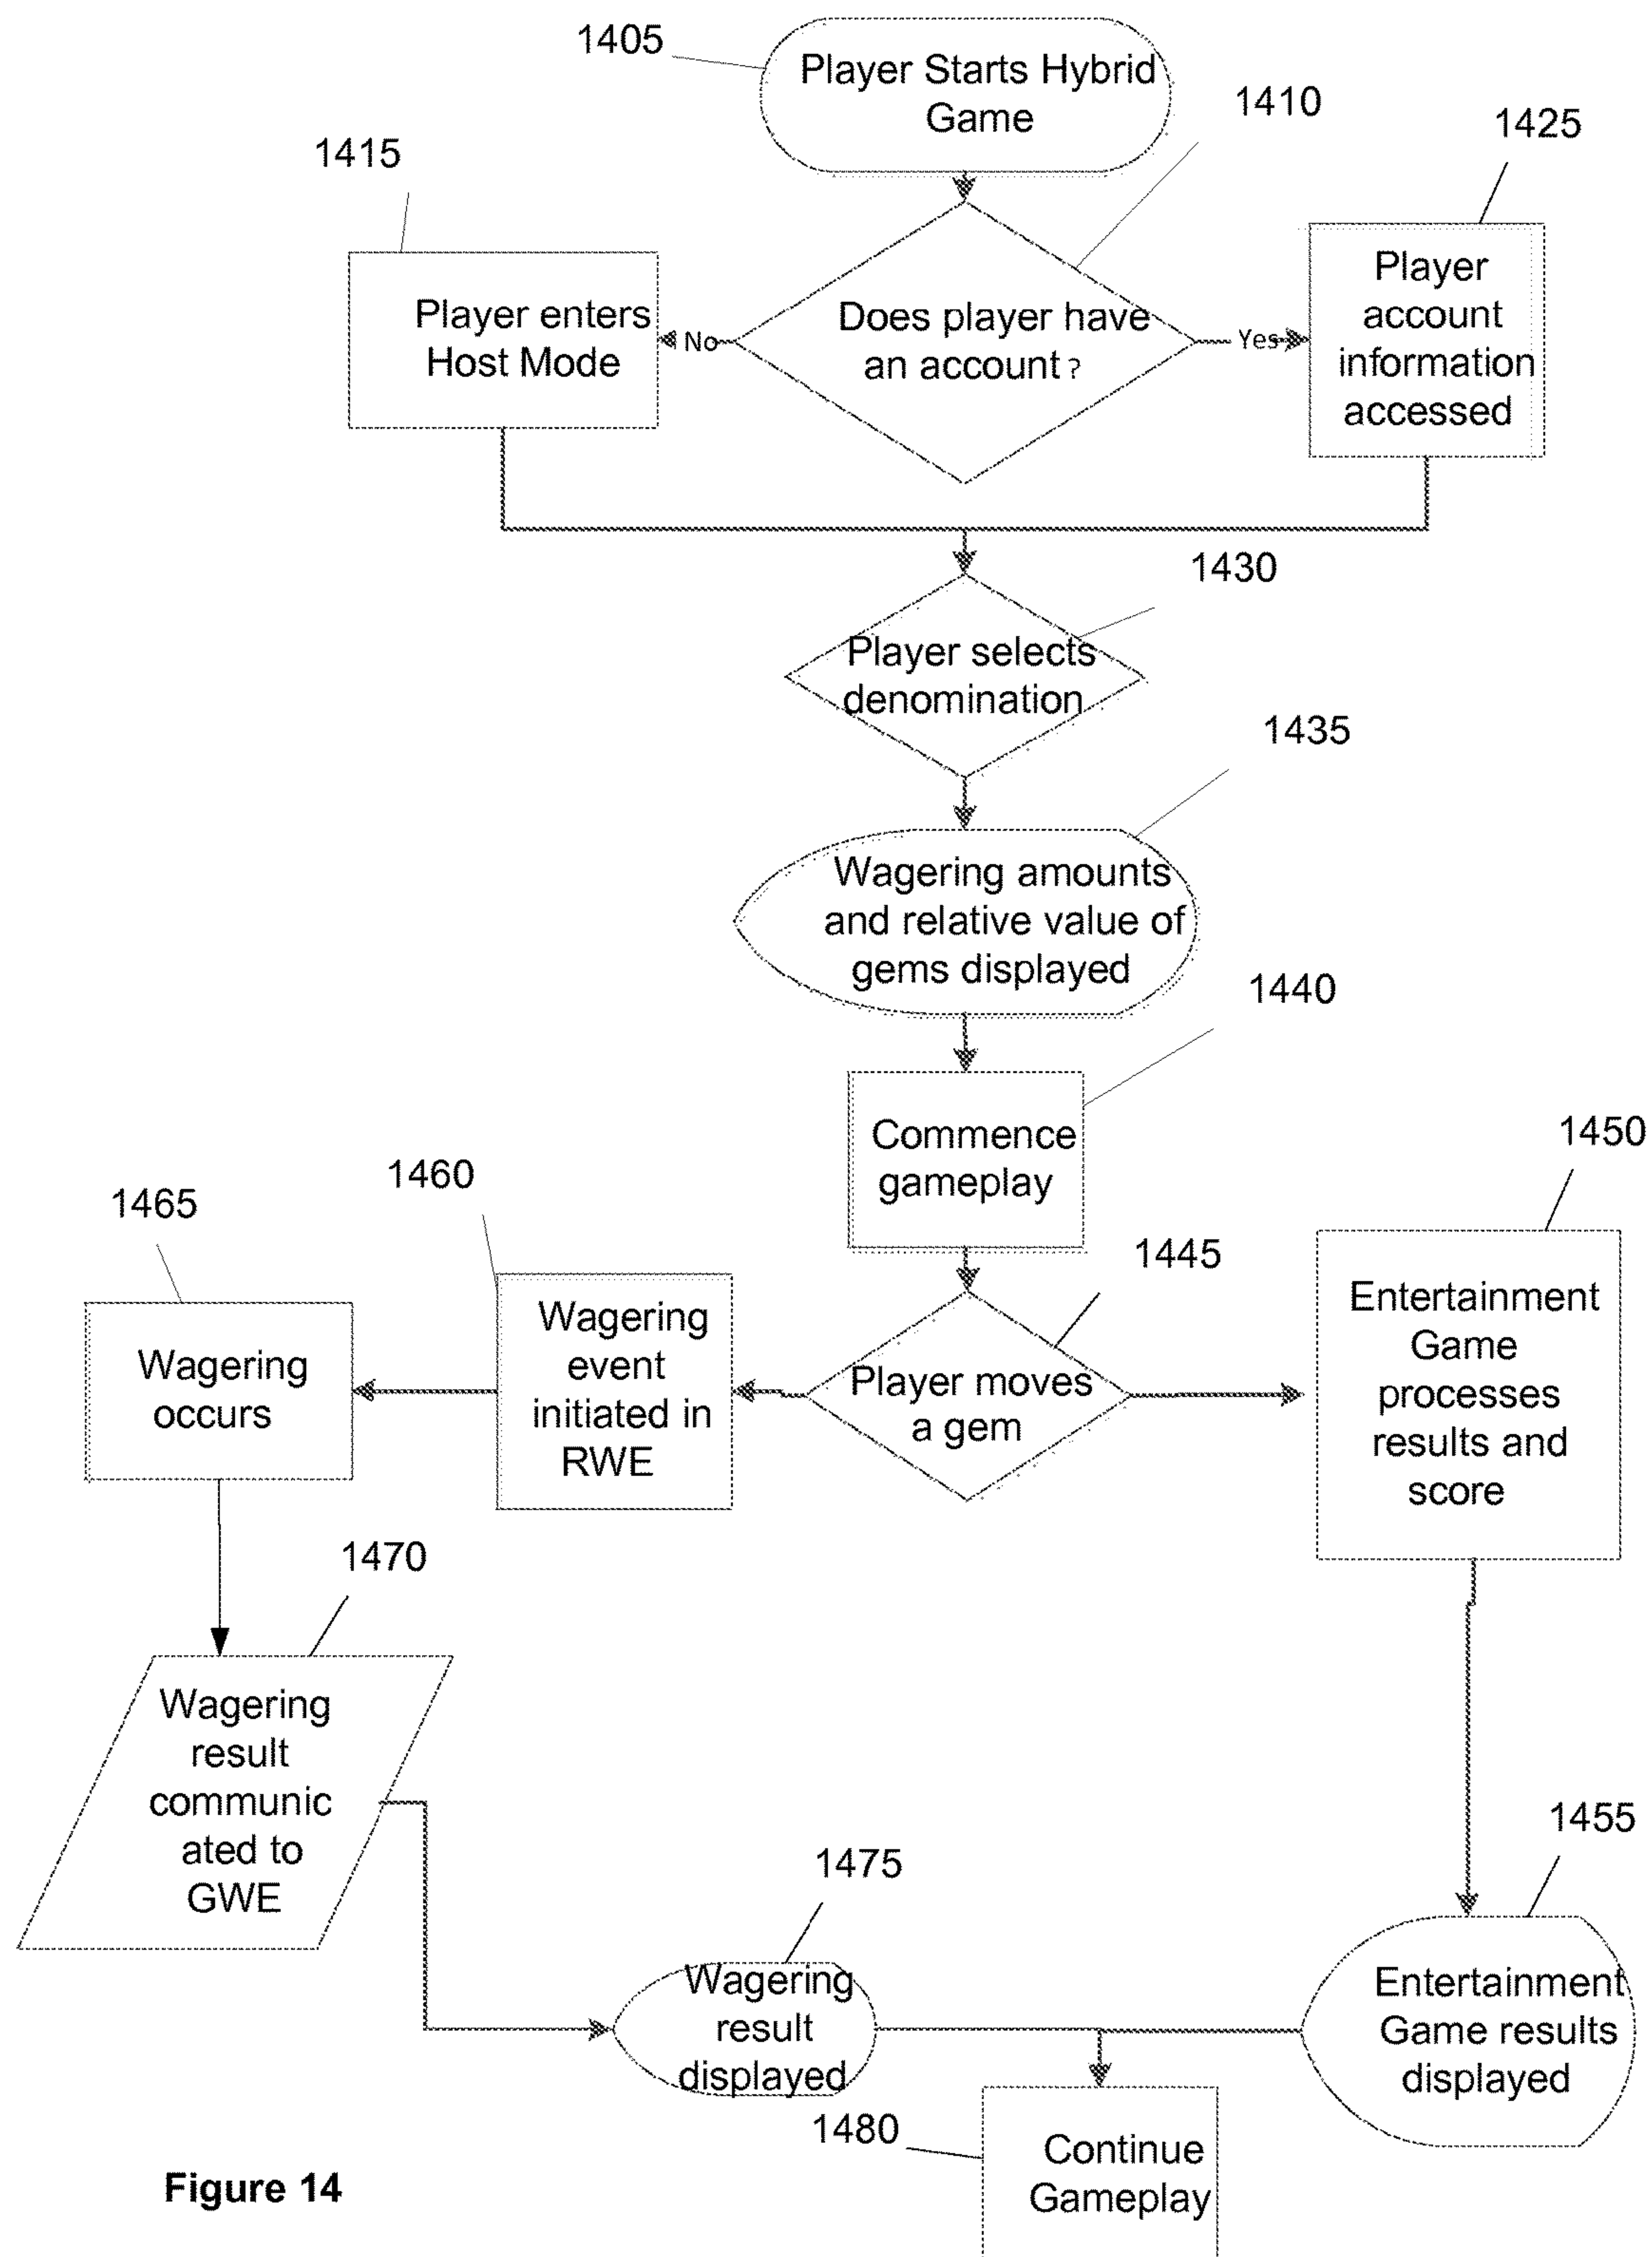 1405
Player Starts Hybrid
Game
1410
1425
1415
Player enters
Host Mode
No
Does player have
an account?
Yes
Player
account
information
accessed
1430
Player selects
denomination
1435
Wagering amounts
and relative value of
gems displayed
1440
Commence
gameplay
1450
1460
1465
1445
Wagering
occurs
Wagering
event
initiated in
RWE
Player moves
a gem
Entertainment
Game
processes
results and
score
1470
Wagering
result
communic
ated to
GWE
1455
1475
Wagering
result
displayed
Entertainment
Game results
displayed
1480
Continue
Gameplay
Figure 14